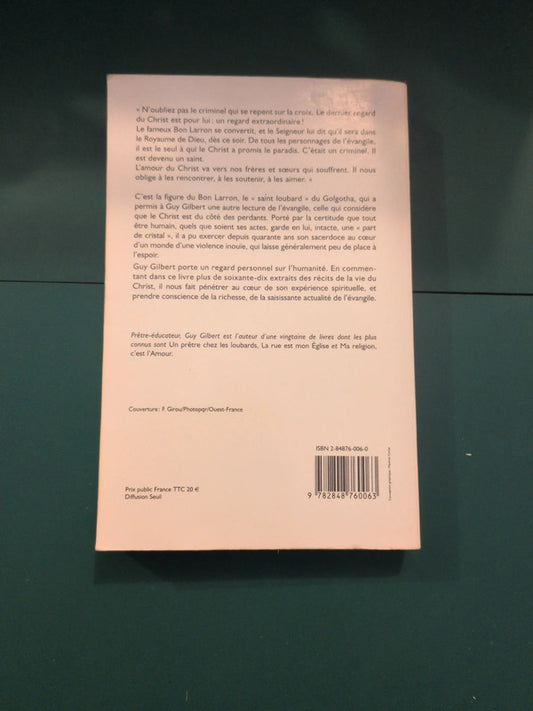 « N'oubliez pas le criminel qui se repent sur la croix. Le dernier regard
du Christ est pour lui : un regard extraordinaire !
Le fameux Bon Larron se convertit, et le Seigneur lui dit qu'il sera dans
le Royaume de Dieu, dès ce soir. De tous les personnages de l'évangile,
il est le seul à qui le Christ a promis le paradis. C'était un criminel. Il
est devenu un saint.
L'amour du Christ va vers nos frères et sœurs qui souffrent. Il nous
oblige à les rencontrer, à les soutenir, à les aimer. »
C'est la figure du Bon Larron, le « saint loubard » du Golgotha, qui a
permis à Guy Gilbert une autre lecture de l'évangile, celle qui considère
que le Christ est du côté des perdants. Porté par la certitude que tout
être humain, quels que soient ses actes, garde en lui, intacte, une « part
de cristal », il a pu exercer depuis quarante ans son sacerdoce au cœur
d'un monde d'une violence inouïe, qui laisse généralement peu de place à
l'espoir.
Guy Gilbert porte un regard personnel sur l'humanité. En commen-
tant dans ce livre plus de soixante-dix extraits des récits de la vie du
Christ, il nous fait pénétrer au cœur de son expérience spirituelle, et
prendre conscience de la richesse, de la saisissante actualité de l'évangile.
Prêtre-éducateur, Guy Gilbert est l'auteur d'une vingtaine de livres dont les plus
connus sont Un prêtre chez les loubards, La rue est mon Église et Ma religion,
c'est l'Amour.
Couverture : F. Girou/Photopqr/Ouest-France
ISBN 2-84876-006-0
Prix public France TTC 20 €
Diffusion Seuil
9 782848 760063